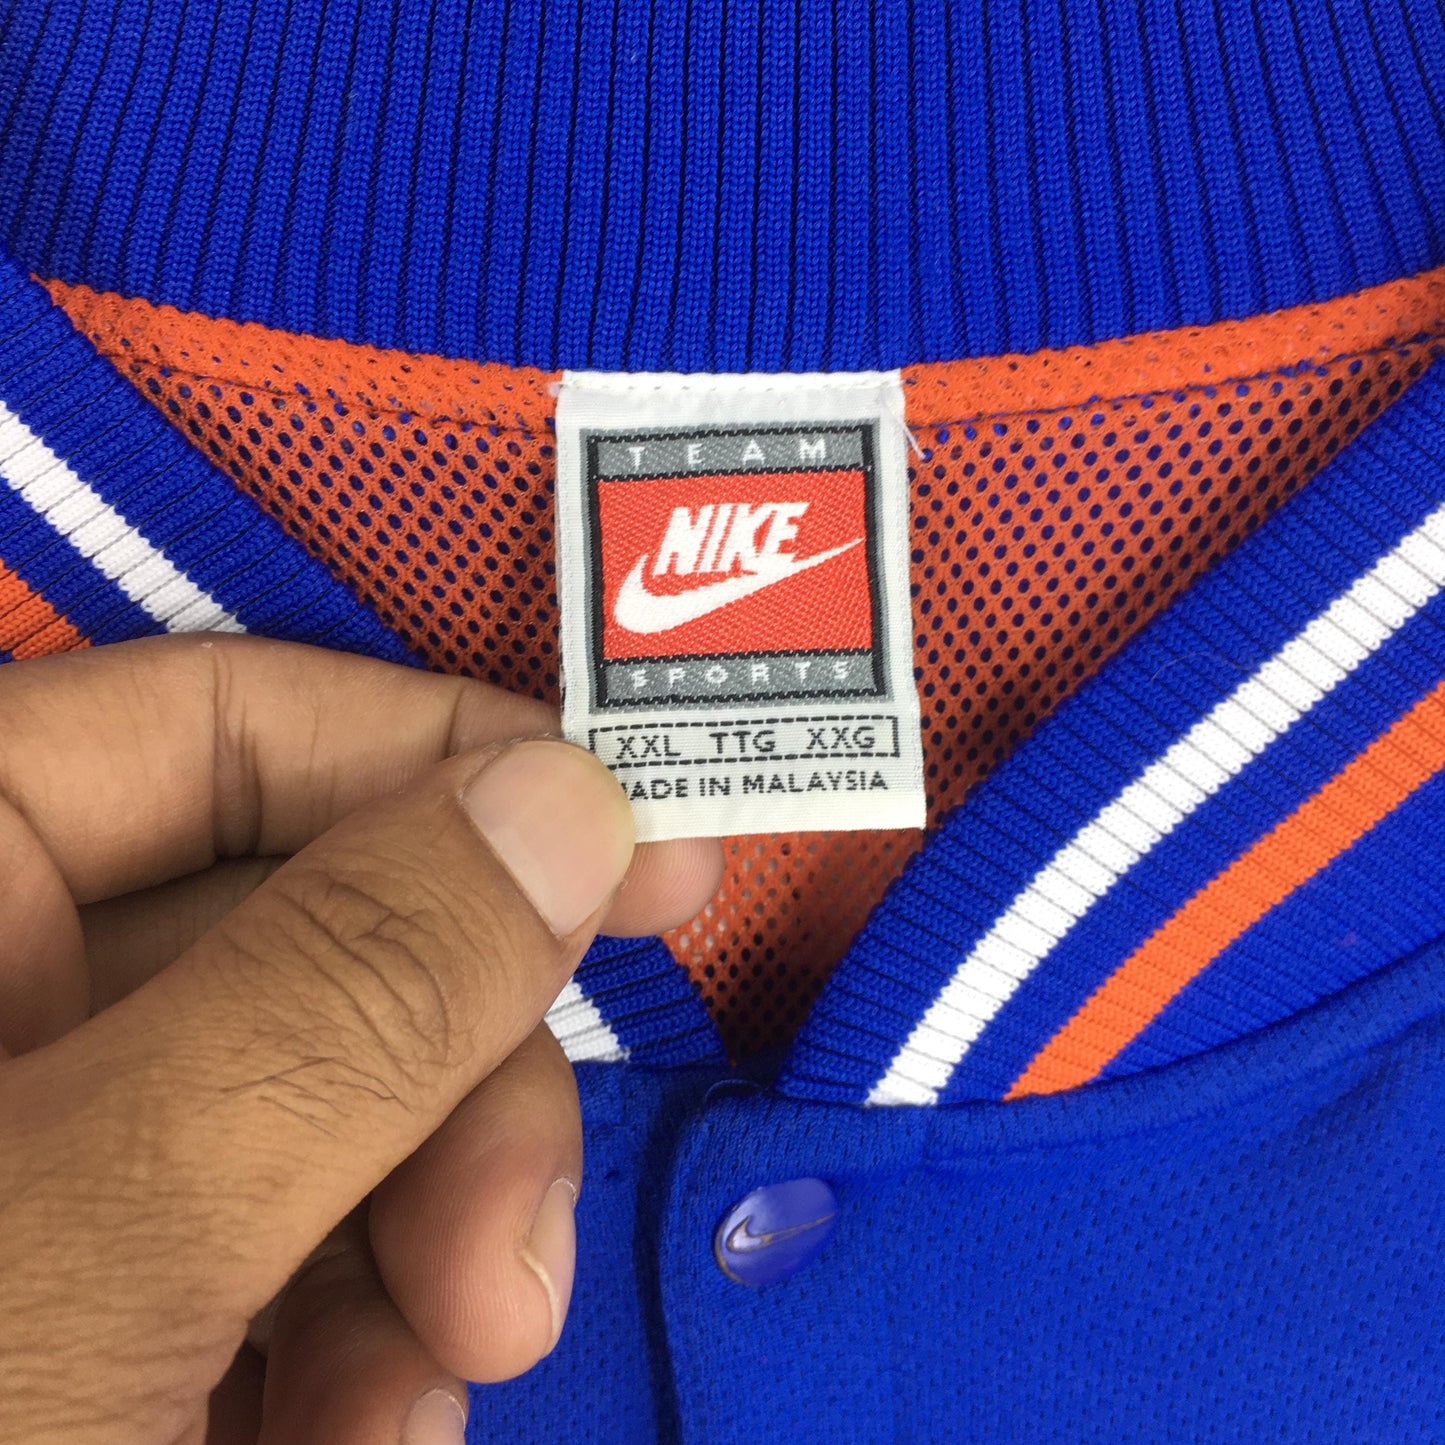 TEAM
NIKE
SPORTS
XXL TTG XXG
MADE IN MALAYSIA